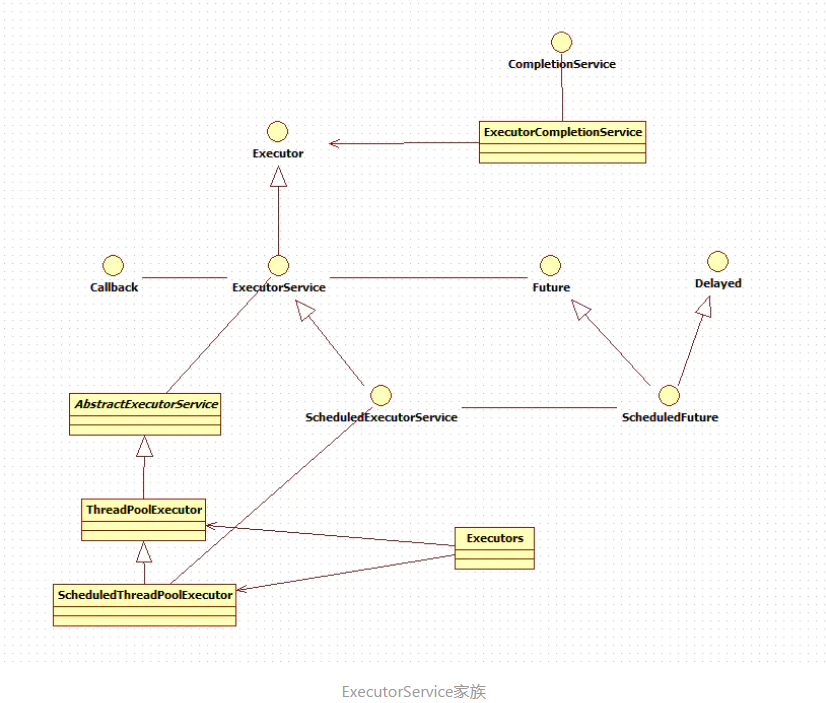 CompletionService
ExecutorCompletionService
Executor
Callback
ExecutorService
Future
Delayed
AbstractExecutorService
ScheduledExecutorService
ScheduledFuture
ThreadPoolExecutor
Executors
ScheduledThreadPoolExecutor
ExecutorService家族